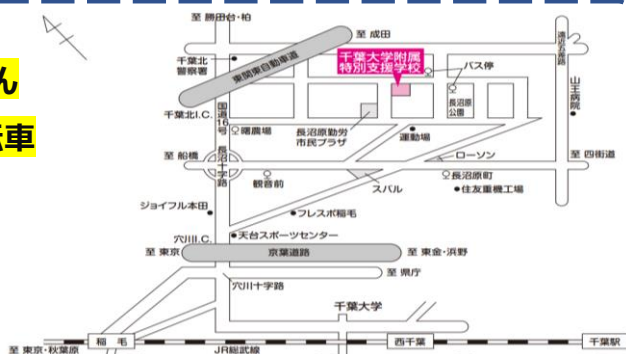 至 勝田台・柏
至 成田
千葉北
警察署
東関東自動車道
千葉大学附属
特別支援学校
バス停
山王病院
ん
転車
千葉北I.C.
国道16号
曙農場
長沼原勤労
市民プラザ
長沼原
公園
運動場
至 船橋
長沼十字路
観音前
スバル
ローソン
長沼原町
住友重機工場
至 四街道
ジョイフル本田
フレスポ稲毛
穴川I.C.
天台スポーツセンター
至 東京
京葉道路
至 東金・浜野
至 県庁
穴川十字路
千葉大学
稲毛
西千葉
千葉駅
至 東京・秋葉原
JR総武線